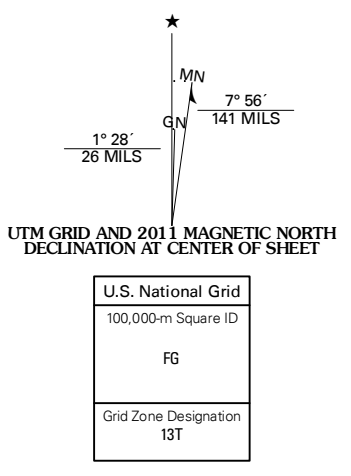 MN
7° 56´
141 MILS
GN
1° 28´
26 MILS
UTM GRID AND 2011 MAGNETIC NORTH
DECLINATION AT CENTER OF SHEET
U.S. National Grid
100,000-m Square ID
FG
Grid Zone Designation
13T